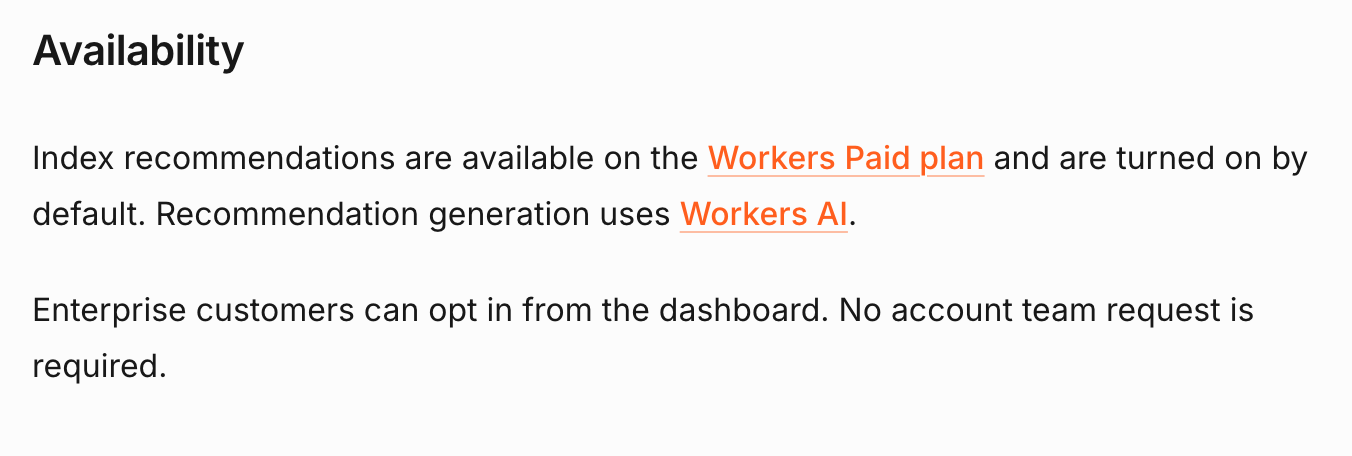 Availability
Index recommendations are available on the Workers Paid plan and are turned on by
default. Recommendation generation uses Workers AI.
Enterprise customers can opt in from the dashboard. No account team request is
required.